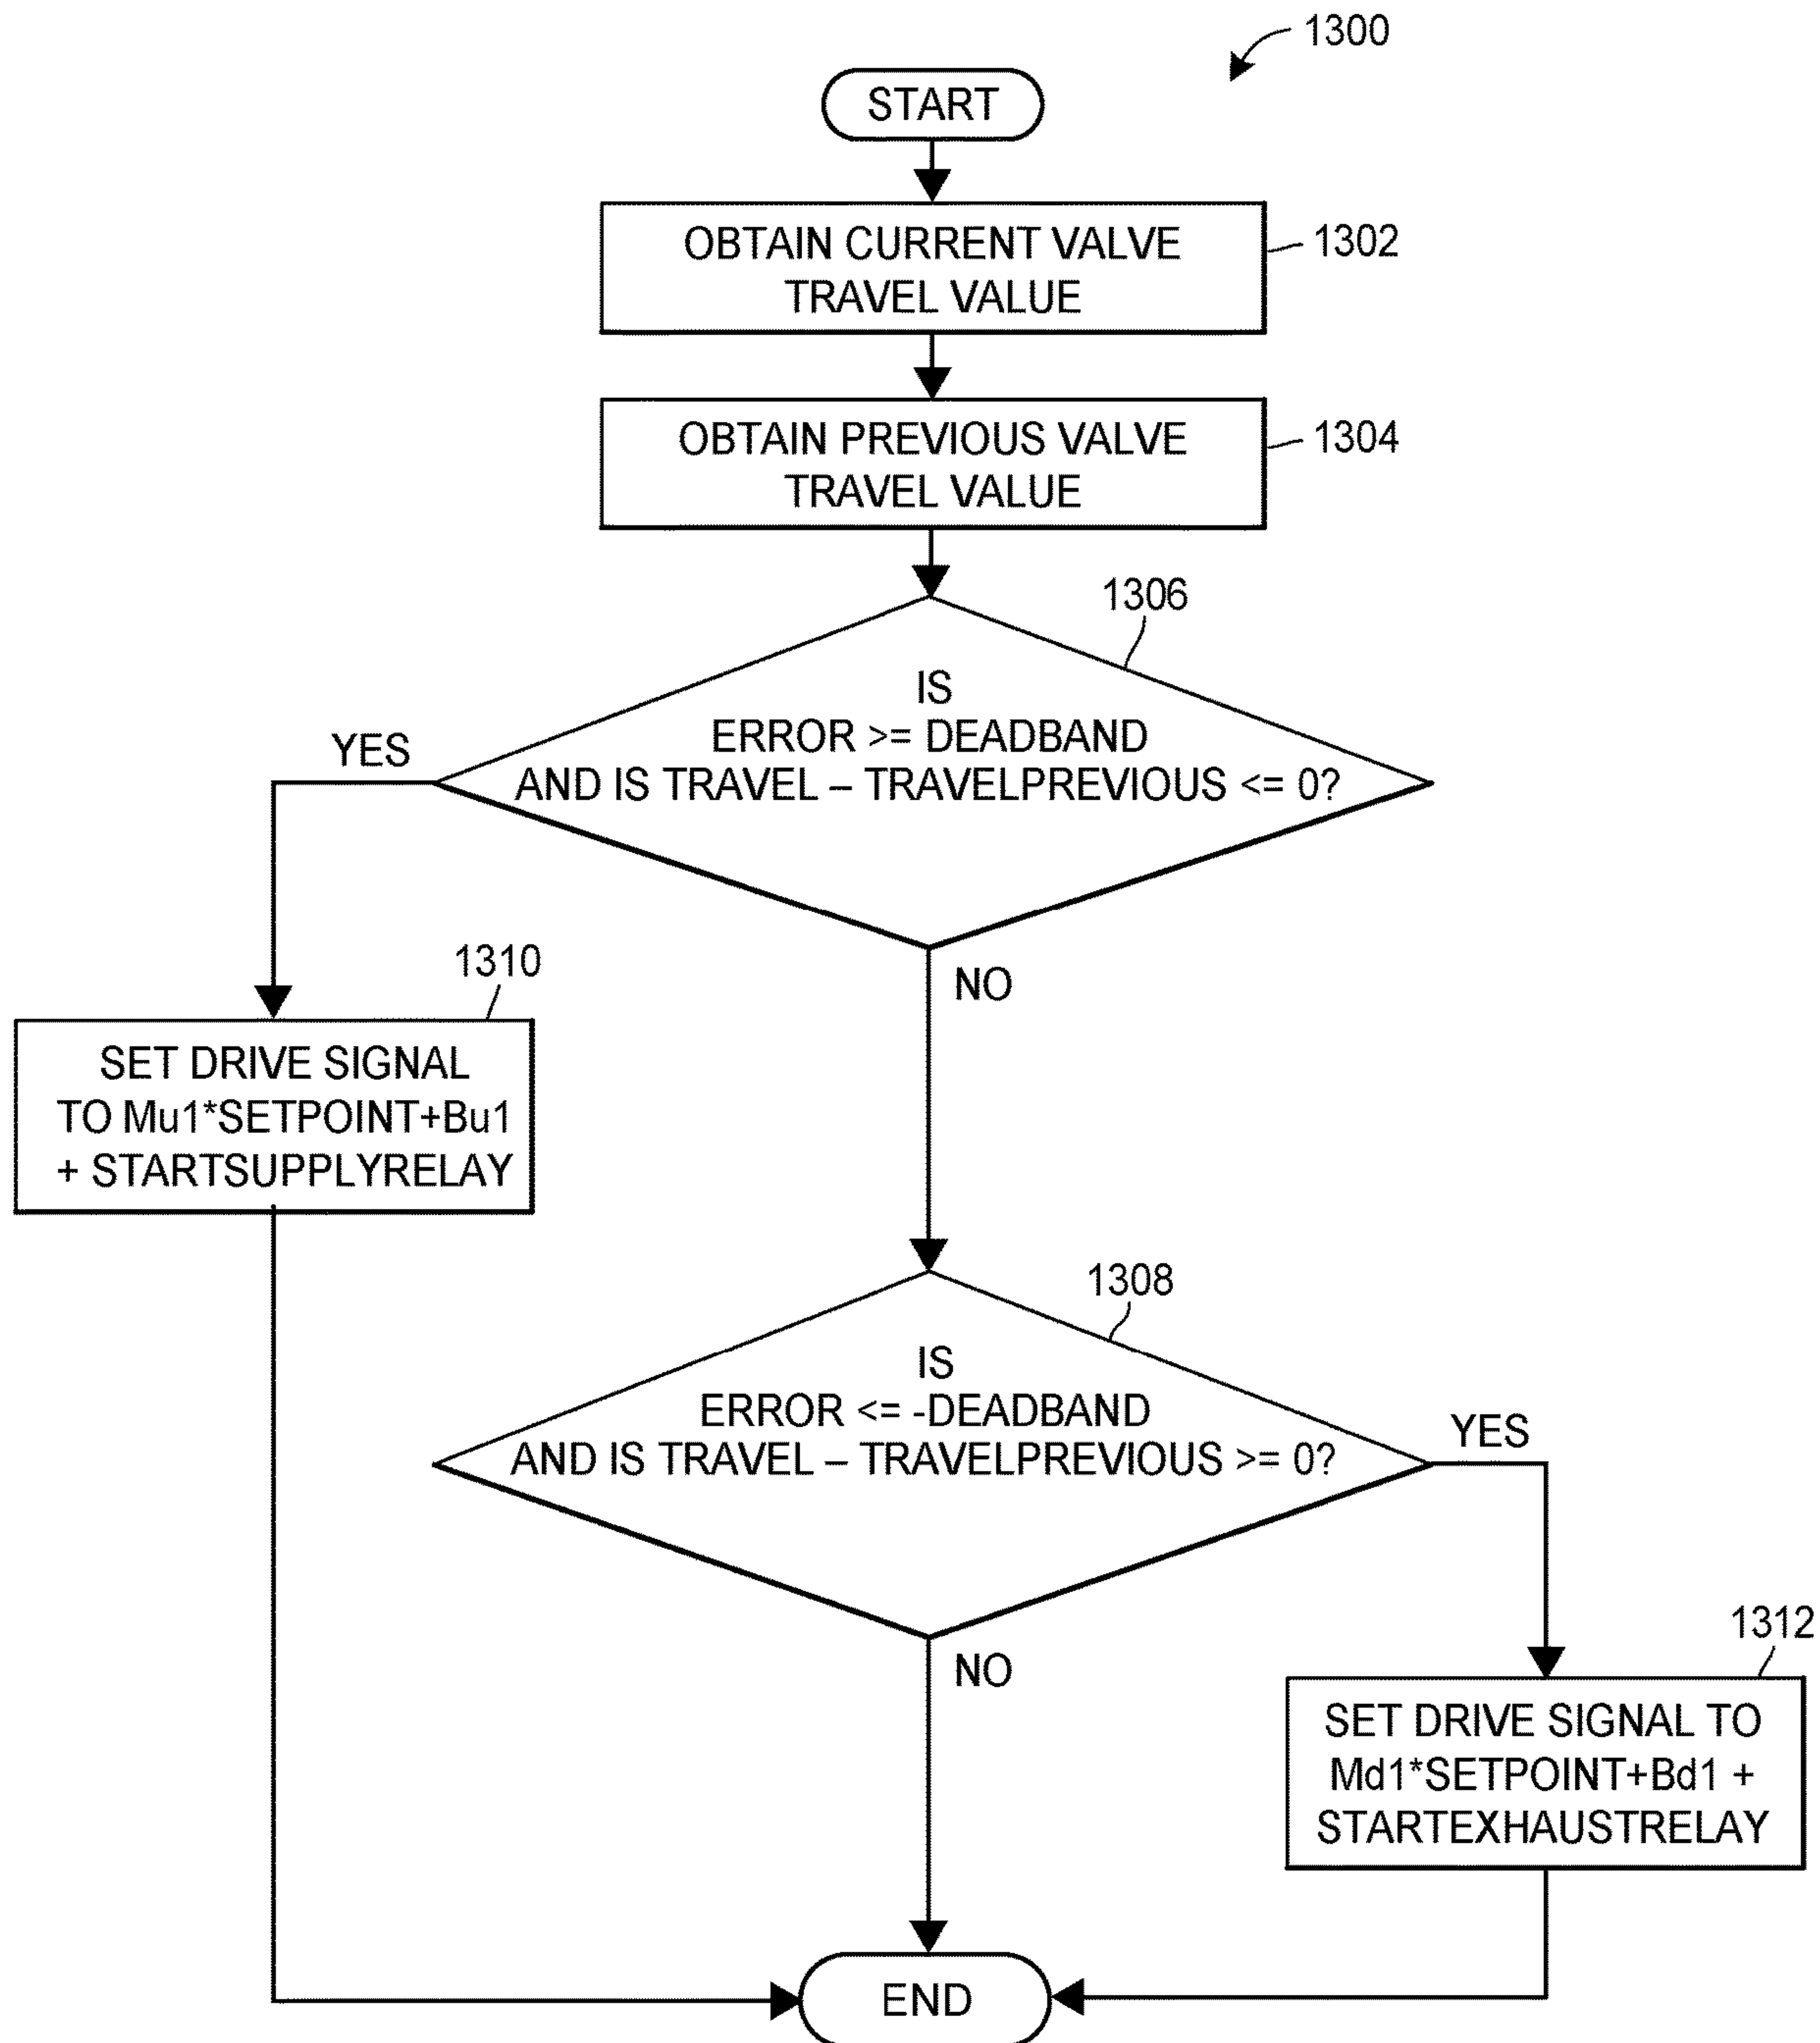 1300
START
OBTAIN CURRENT VALVE
TRAVEL VALUE
1302
OBTAIN PREVIOUS VALVE
TRAVEL VALUE
1304
1306
IS
ERROR >= DEADBAND
AND IS TRAVEL – TRAVELPREVIOUS <= 0?
YES
NO
1310
SET DRIVE SIGNAL
TO Mu1*SETPOINT+Bu1
+ STARTSUPPLYRELAY
1308
IS
ERROR <= -DEADBAND
AND IS TRAVEL – TRAVELPREVIOUS >= 0?
YES
NO
1312
SET DRIVE SIGNAL TO
Md1*SETPOINT+Bd1 +
STARTEXHAUSTRELAY
END